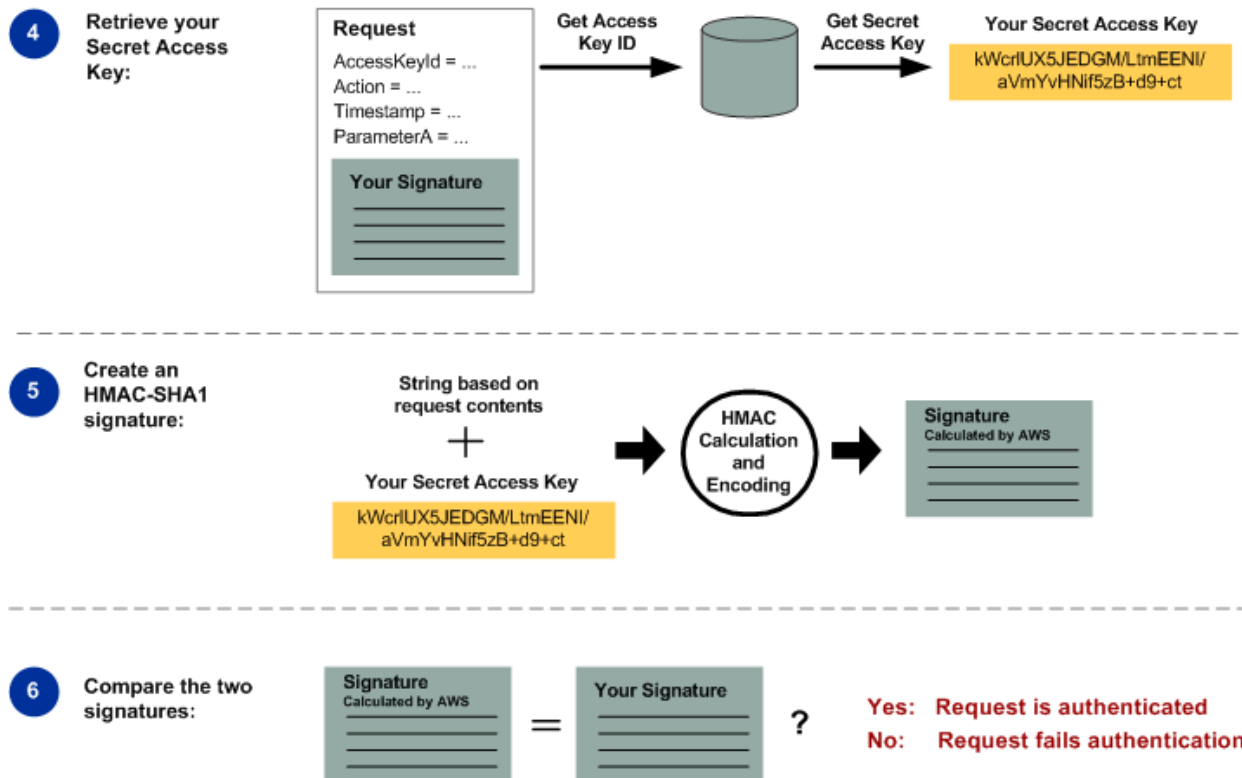 4
Retrieve your
Secret Access
Key:
Request
AccessKeyId = ...
Action = ...
Timestamp = ...
ParameterA = ...
Your Signature
Get Access
Key ID
Get Secret
Access Key
Your Secret Access Key
kWcrlUX5JEDGM/LtmEENI/
aVmYvHNif5zB+d9+ct
5
Create an
HMAC-SHA1
signature:
String based on
request contents
+
Your Secret Access Key
kWcrlUX5JEDGM/LtmEENI/
aVmYvHNif5zB+d9+ct
HMAC
Calculation
and
Encoding
Signature
Calculated by AWS
6
Compare the two
signatures:
Signature
Calculated by AWS
=
Your Signature
?
Yes: Request is authenticated
No: Request fails authentication